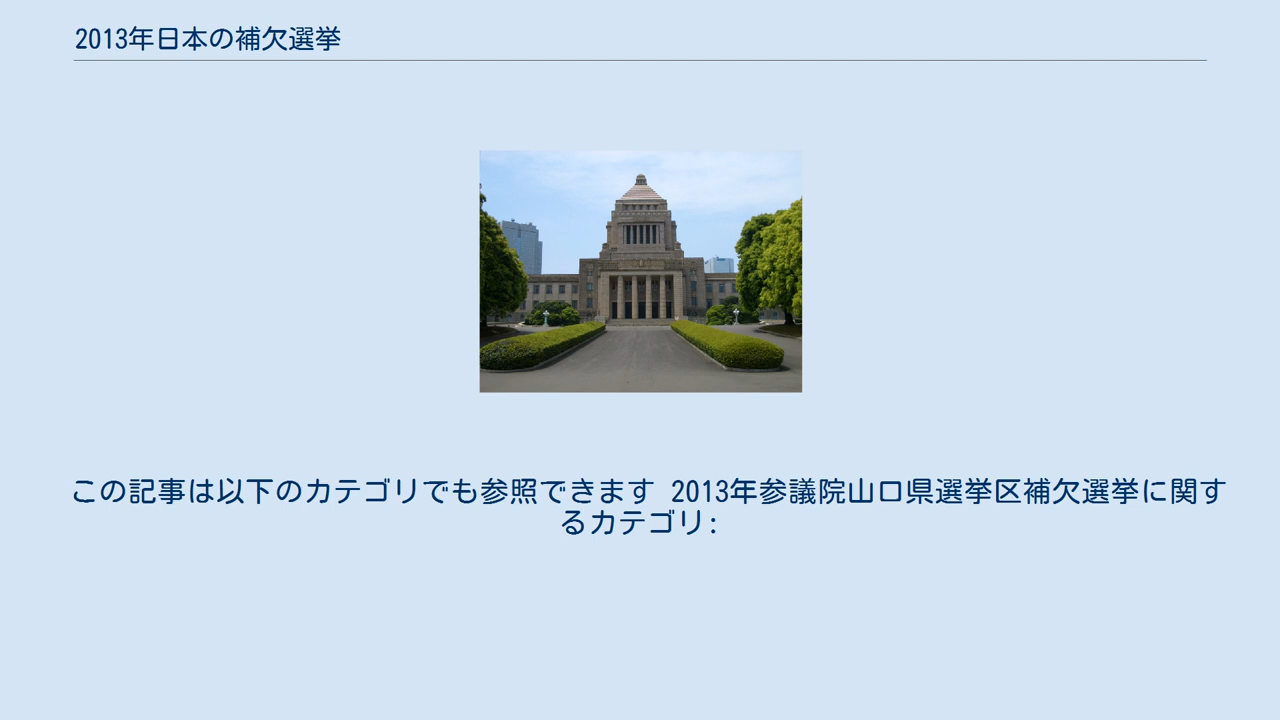 2013年日本の補欠選挙
この記事は以下のカテゴリでも参照できます 2013年参議院山口県選挙区補欠選挙に関す
るカテゴリ: